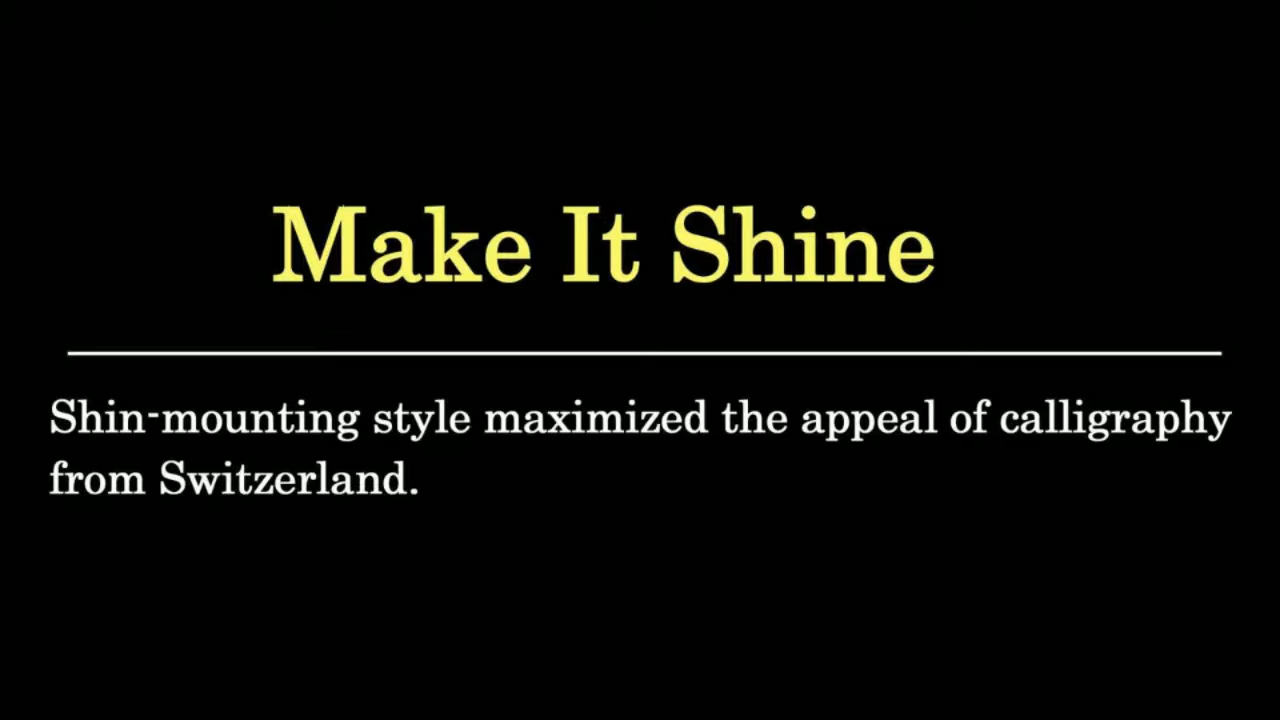 Make It Shine
Shin-mounting style maximized the appeal of calligraphy
from Switzerland.